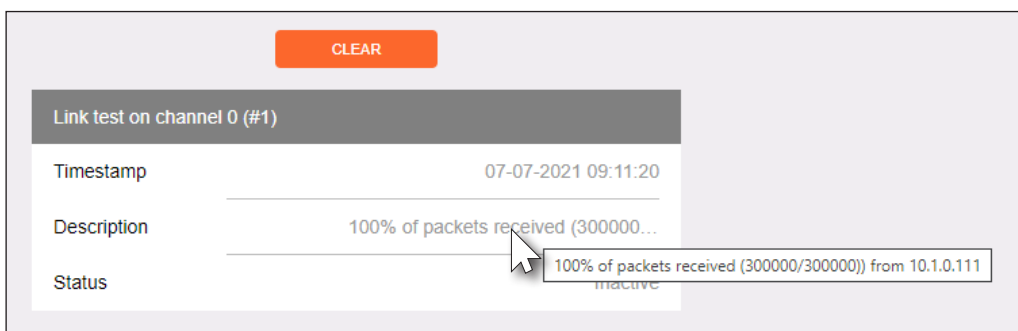 CLEAR
Link test on channel 0 (#1)
Timestamp 07-07-2021 09:11:20
Description 100% of packets received (300000...
100% of packets received (300000/300000)) from 10.1.0.111
Status Inactive